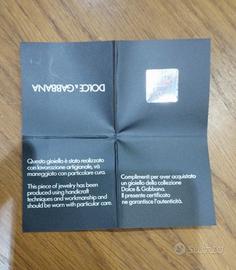 DOLCE & GABBANA
Questo gioiello è stato realizzato
con lavorazione artigianale, va
maneggiato con particolare cura.
This piece of jewelry has been
produced using handcraft
techniques and workmanship and
should be worn with particular care.
Complimenti per aver acquistato
un gioiello della collezione
Dolce & Gabbana.
Il presente certificato
ne garantisce l'autenticità.
subito